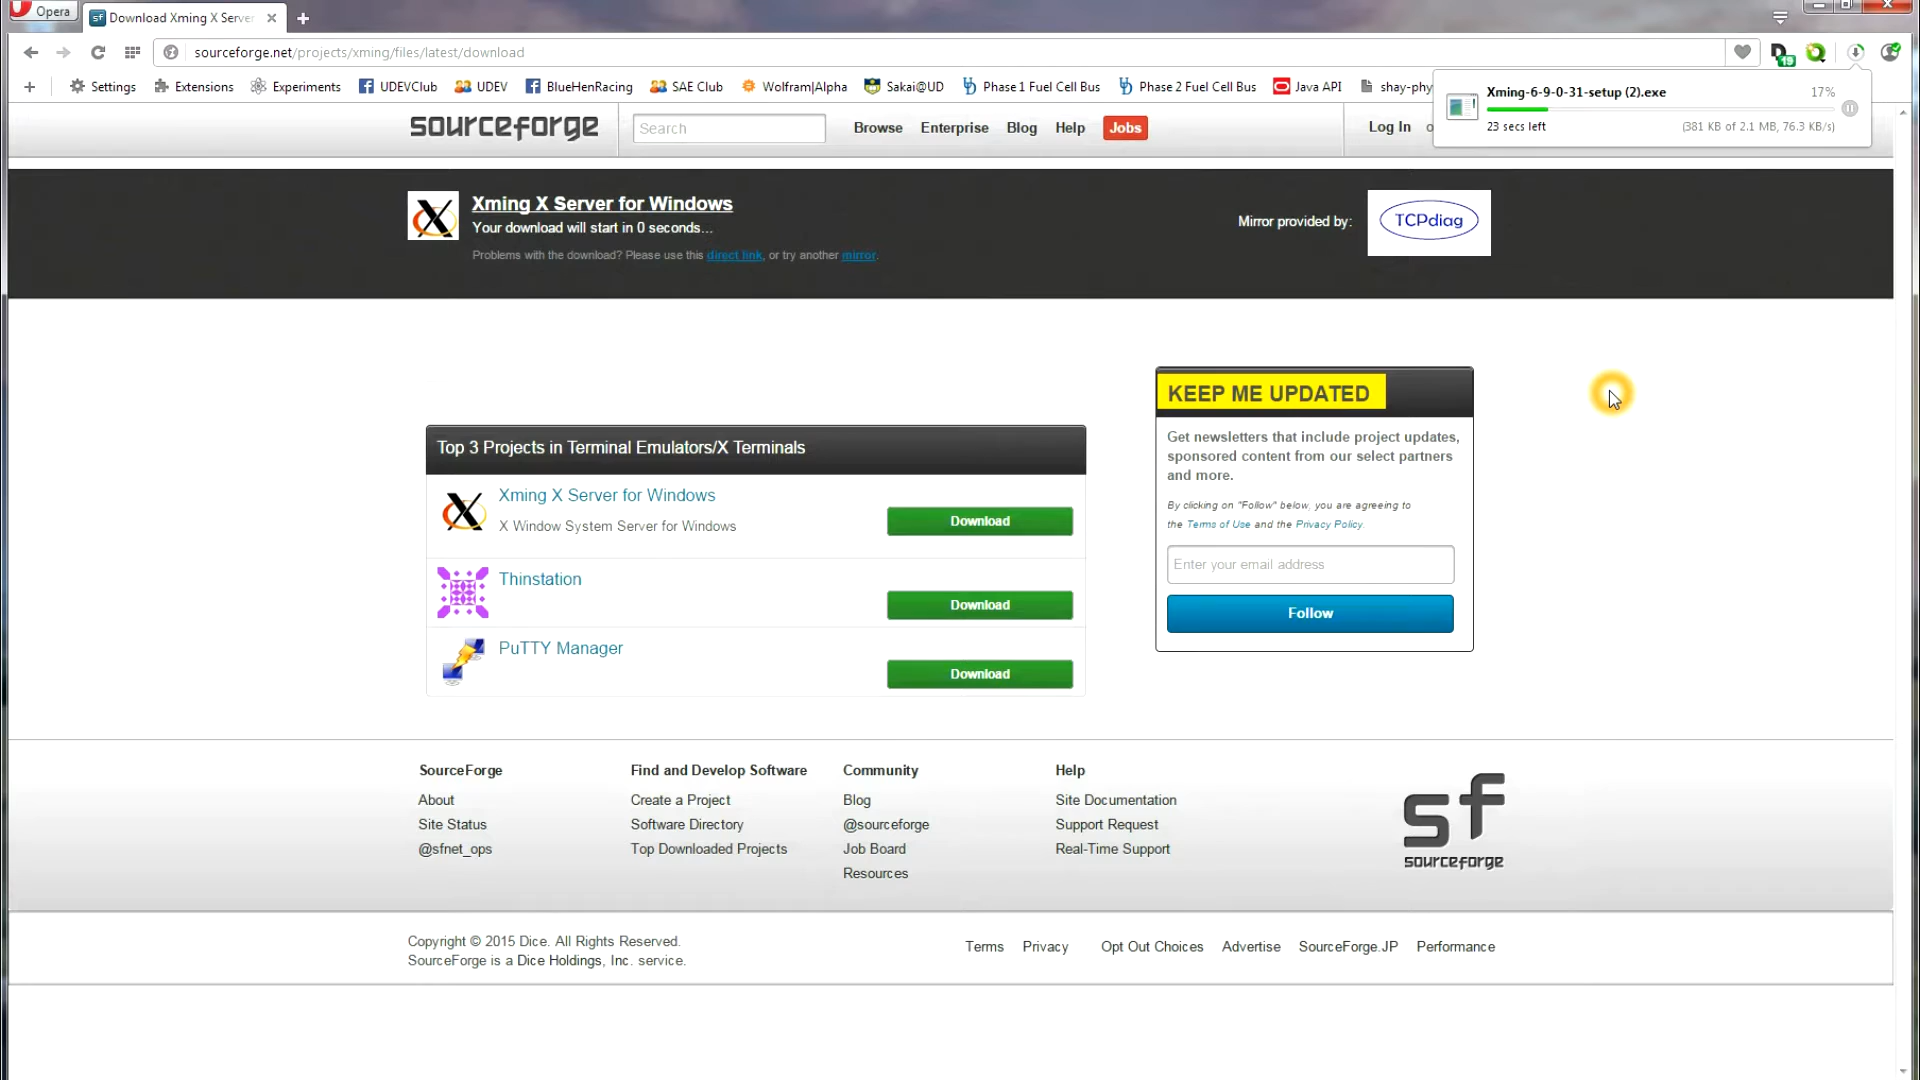 Opera
Download Xming X Server
sourceforge.net/projects/xming/files/latest/download
19
Settings
Extensions
Experiments
UDEVClub
UDEV
BlueHenRacing
SAE Club
Wolfram|Alpha
Sakai@UD
Phase 1 Fuel Cell Bus
Phase 2 Fuel Cell Bus
Java API
shay-phy
Xming-6-9-0-31-setup (2).exe
17%
23 secs left
(381 KB of 2.1 MB, 76.3 KB/s)
sourceforge
Search
Browse
Enterprise
Blog
Help
Jobs
Log In
Xming X Server for Windows
Your download will start in 0 seconds...
Problems with the download? Please use this direct link, or try another mirror.
Mirror provided by:
TCPdiag
Top 3 Projects in Terminal Emulators/X Terminals
Xming X Server for Windows
X Window System Server for Windows
Download
Thinstation
Download
PuTTY Manager
Download
KEEP ME UPDATED
Get newsletters that include project updates,
sponsored content from our select partners
and more.
By clicking on "Follow" below, you are agreeing to
the Terms of Use and the Privacy Policy.
Enter your email address
Follow
SourceForge
About
Site Status
@sfnet_ops
Find and Develop Software
Create a Project
Software Directory
Top Downloaded Projects
Community
Blog
@sourceforge
Job Board
Resources
Help
Site Documentation
Support Request
Real-Time Support
sf
sourceforge
Copyright © 2015 Dice. All Rights Reserved.
SourceForge is a Dice Holdings, Inc. service.
Terms
Privacy
Opt Out Choices
Advertise
SourceForge.JP
Performance